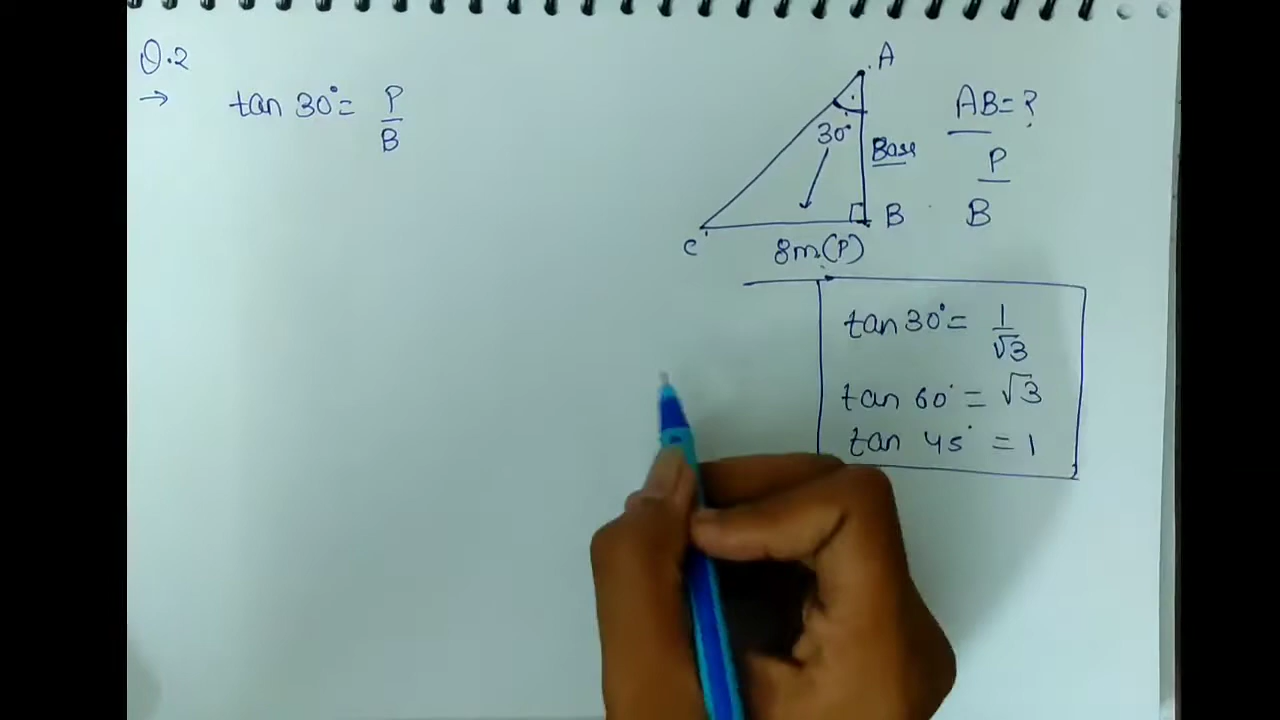 Q.2
→ tan 30° = P/B
A
30°
Base
B
C
8m(P)
AB = ?
P/B
tan 30° = 1/√3
tan 60° = √3
tan 45° = 1